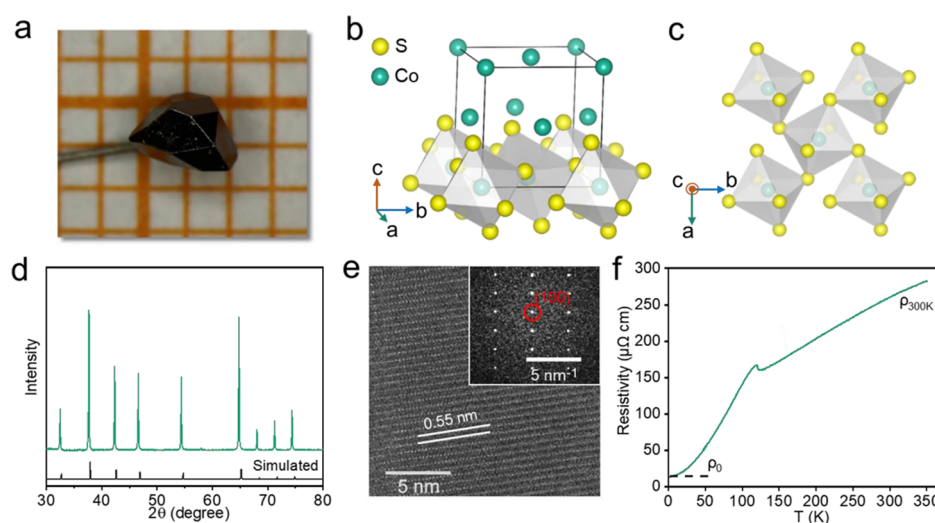 a
b
S
Co
c
b
a
c
c
b
a
d
Intensity
Simulated
30 40 50 60 70 80
2θ (degree)
e
(100)
5 nm⁻¹
0.55 nm
5 nm
f
300
250
200
150
100
50
0
Resistivity (μΩ cm)
ρ300K
ρ0
0 50 100 150 200 250 300 350
T (K)